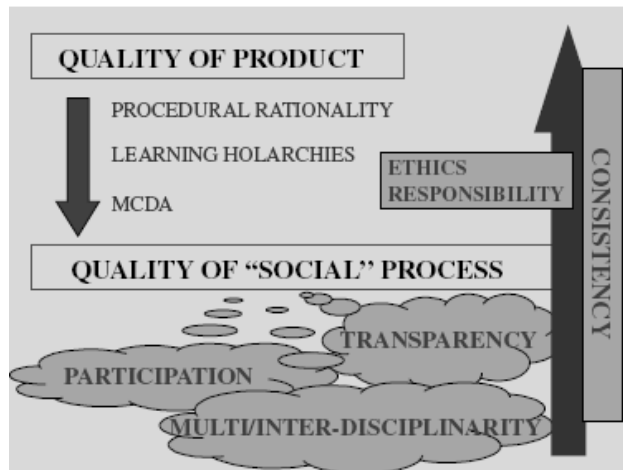 QUALITY OF PRODUCT
PROCEDURAL RATIONALITY
LEARNING HOLARCHIES
MCDA
ETHICS
RESPONSIBILITY
CONSISTENCY
QUALITY OF “SOCIAL” PROCESS
TRANSPARENCY
PARTICIPATION
MULTI/INTER-DISCIPLINARITY